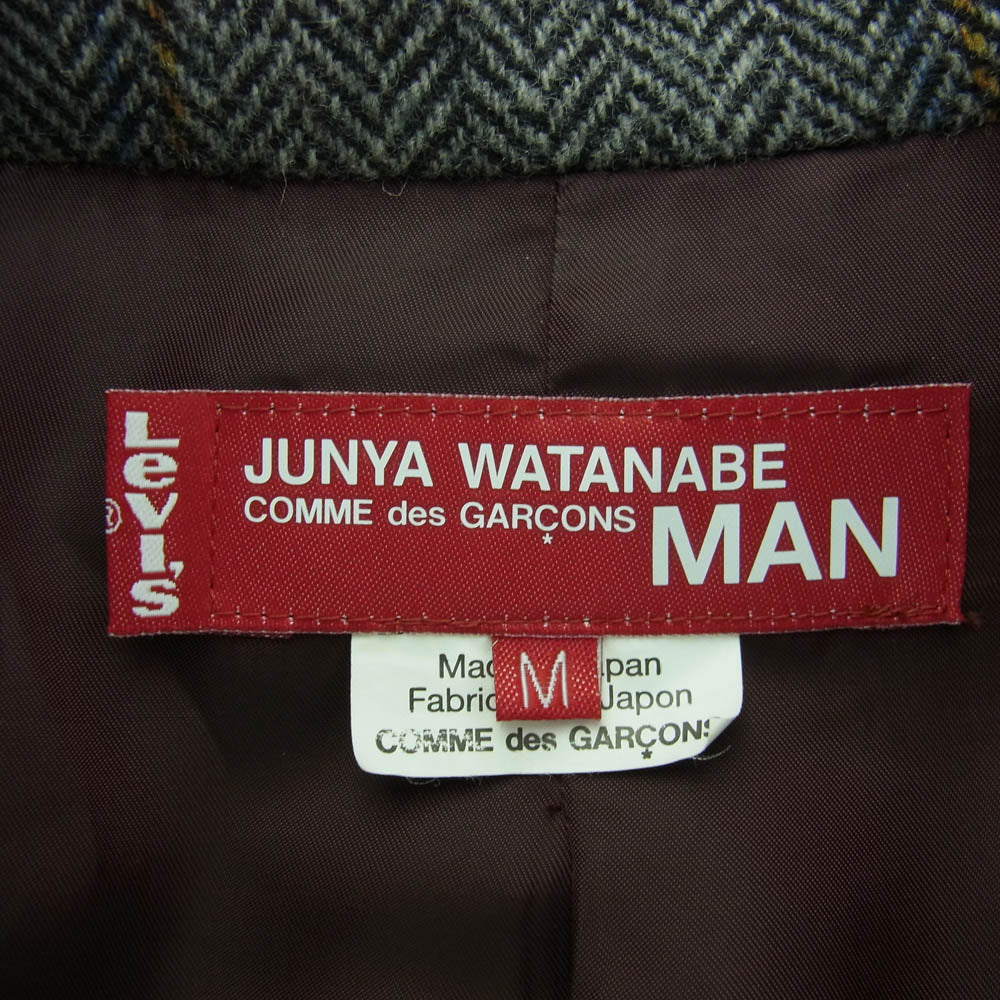 LEVI'S
®
JUNYA WATANABE
COMME des GARÇONS
MAN
M
Mad pan
Fabric Japon
COMME des GARÇONS